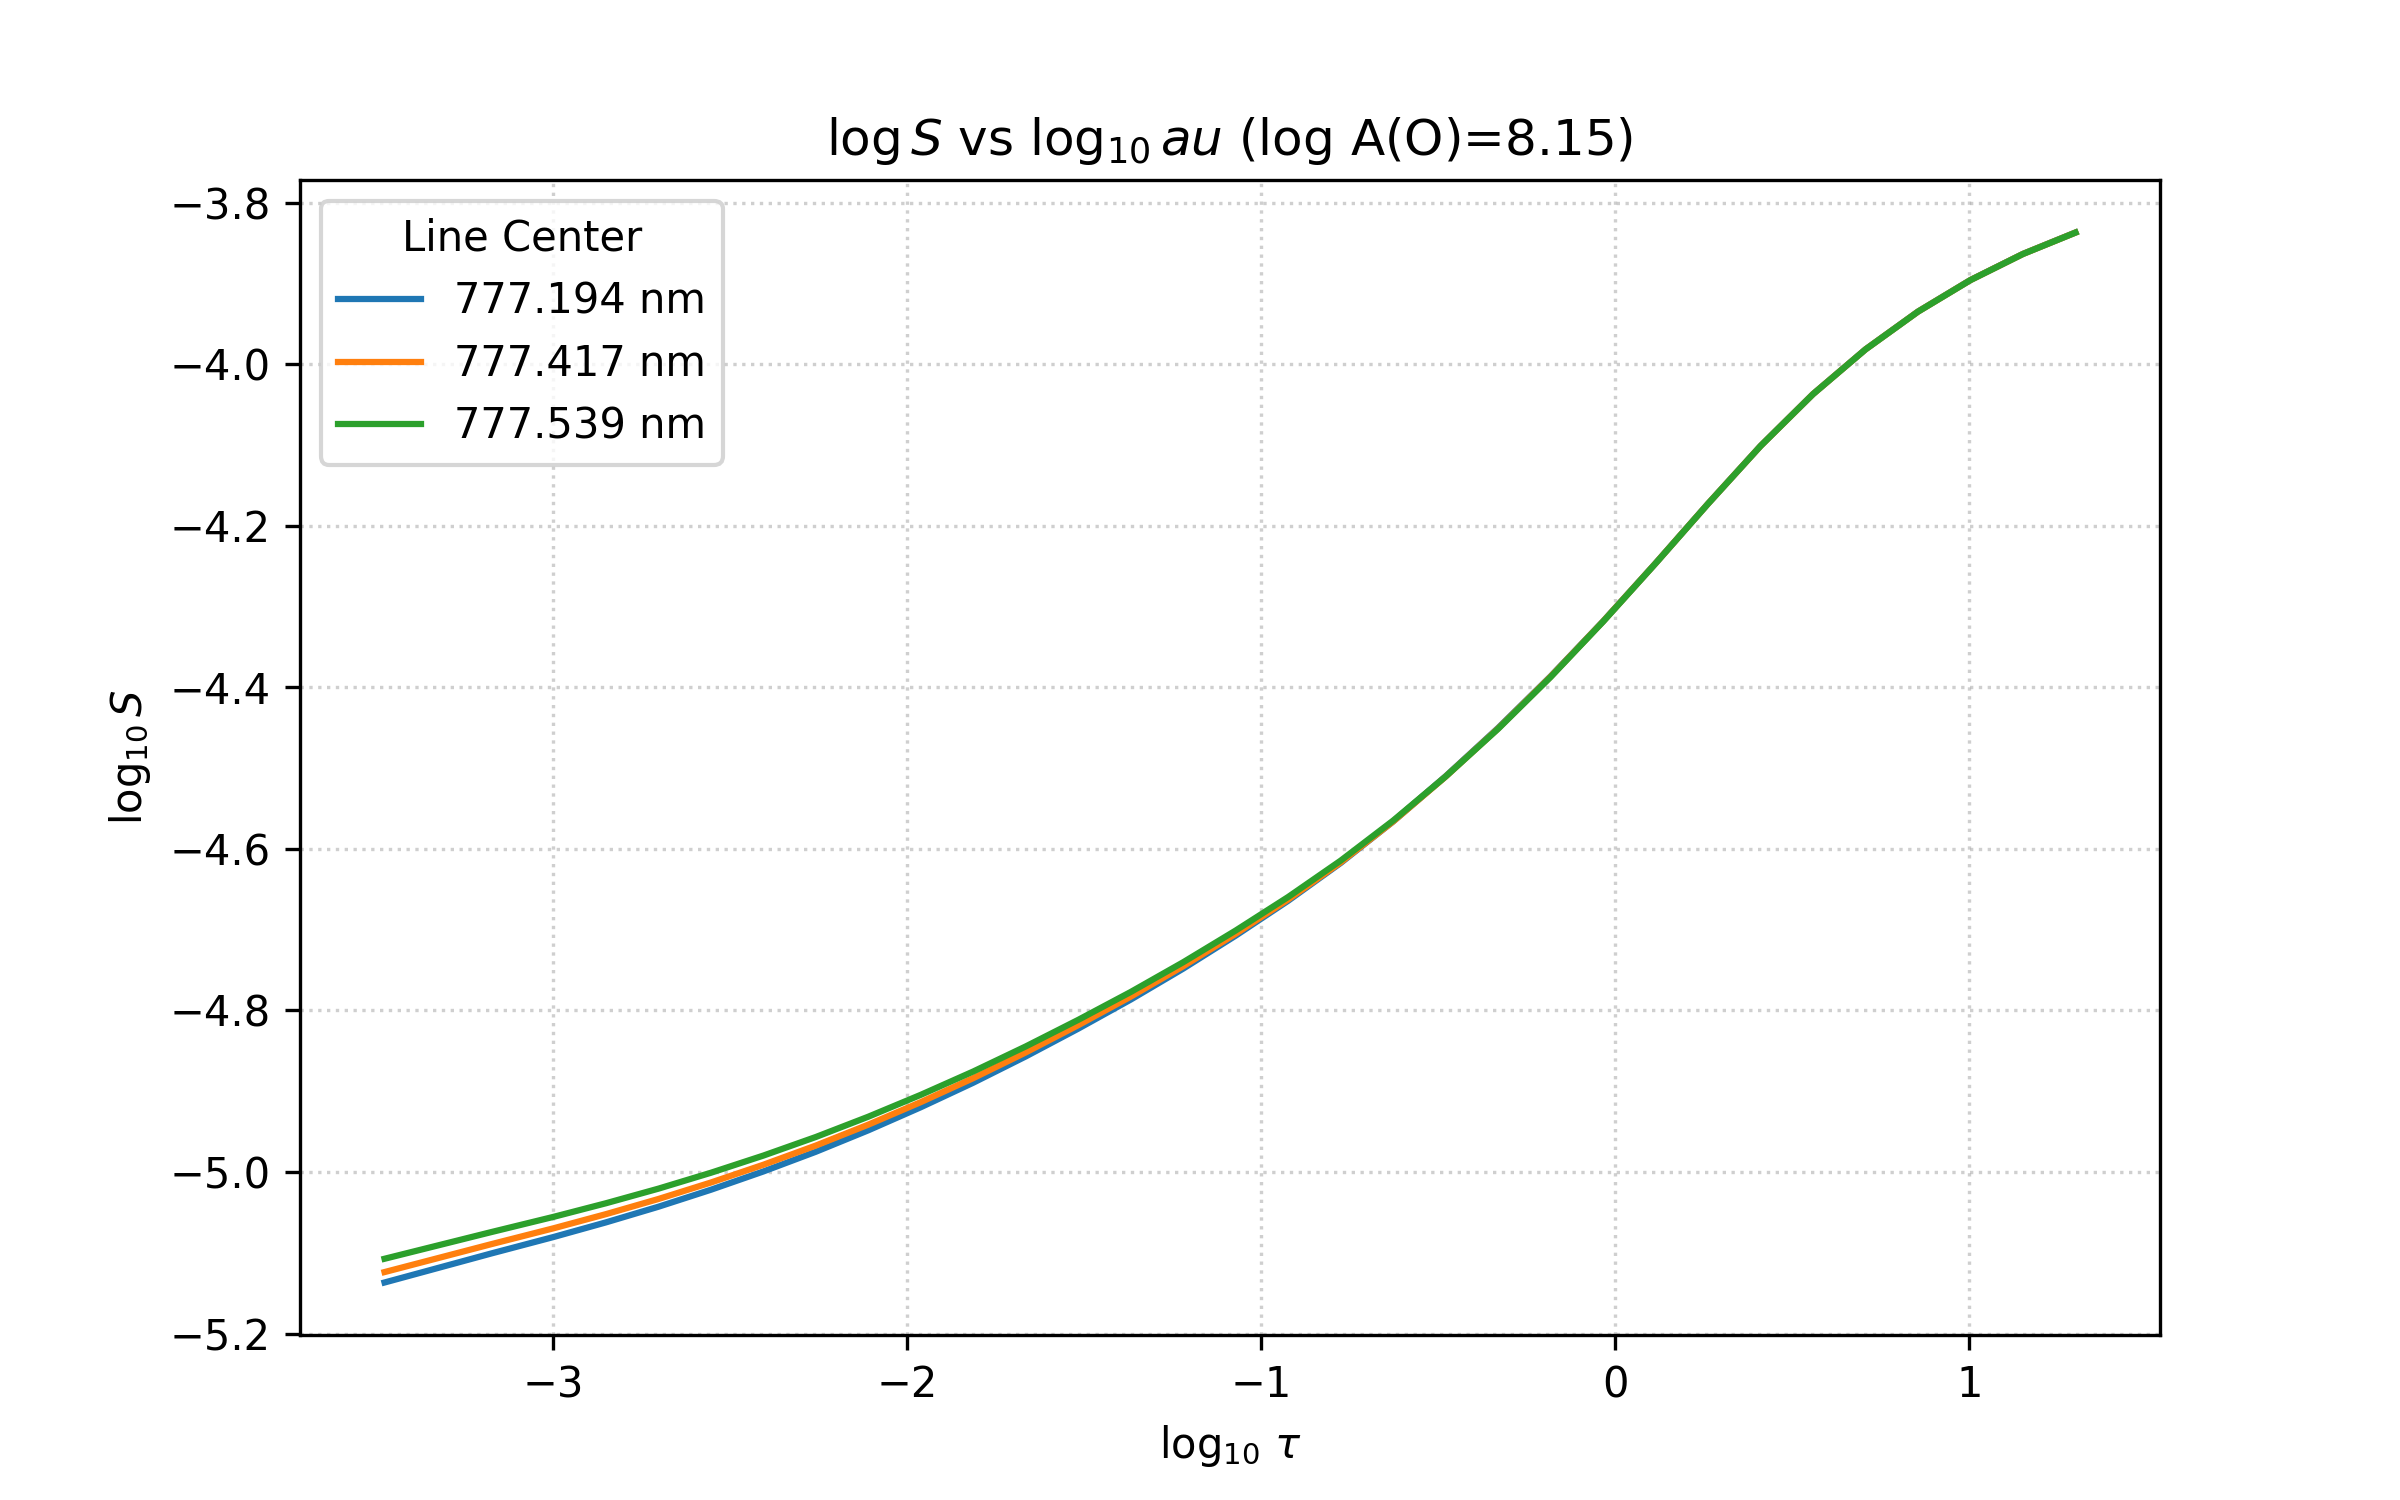 log S vs log₁₀ au (log A(O)=8.15)
Line Center
777.194 nm
777.417 nm
777.539 nm
−3.8
−4.0
−4.2
−4.4
−4.6
−4.8
−5.0
−5.2
log₁₀ S
−3 −2 −1 0 1
log₁₀ τ